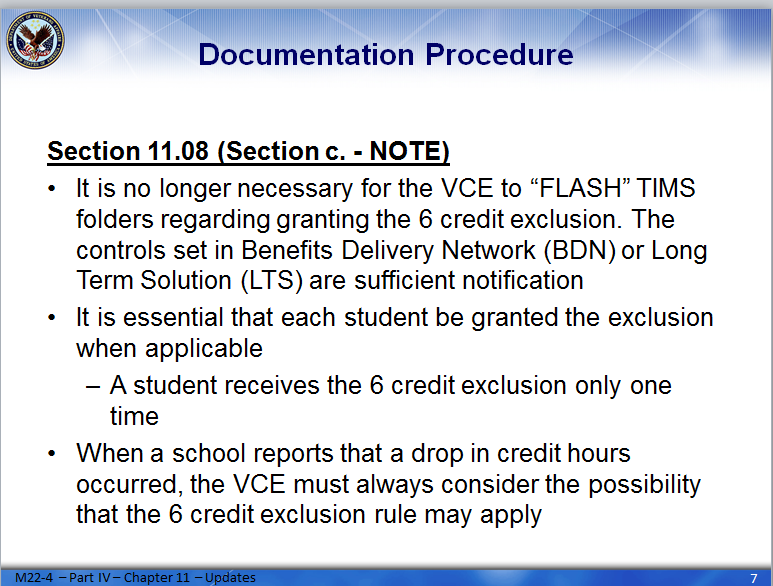 Documentation Procedure
Section 11.08 (Section c. - NOTE)
• It is no longer necessary for the VCE to “FLASH” TIMS
folders regarding granting the 6 credit exclusion. The
controls set in Benefits Delivery Network (BDN) or Long
Term Solution (LTS) are sufficient notification
• It is essential that each student be granted the exclusion
when applicable
– A student receives the 6 credit exclusion only one
time
• When a school reports that a drop in credit hours
occurred, the VCE must always consider the possibility
that the 6 credit exclusion rule may apply
M22-4 – Part IV – Chapter 11 – Updates
7